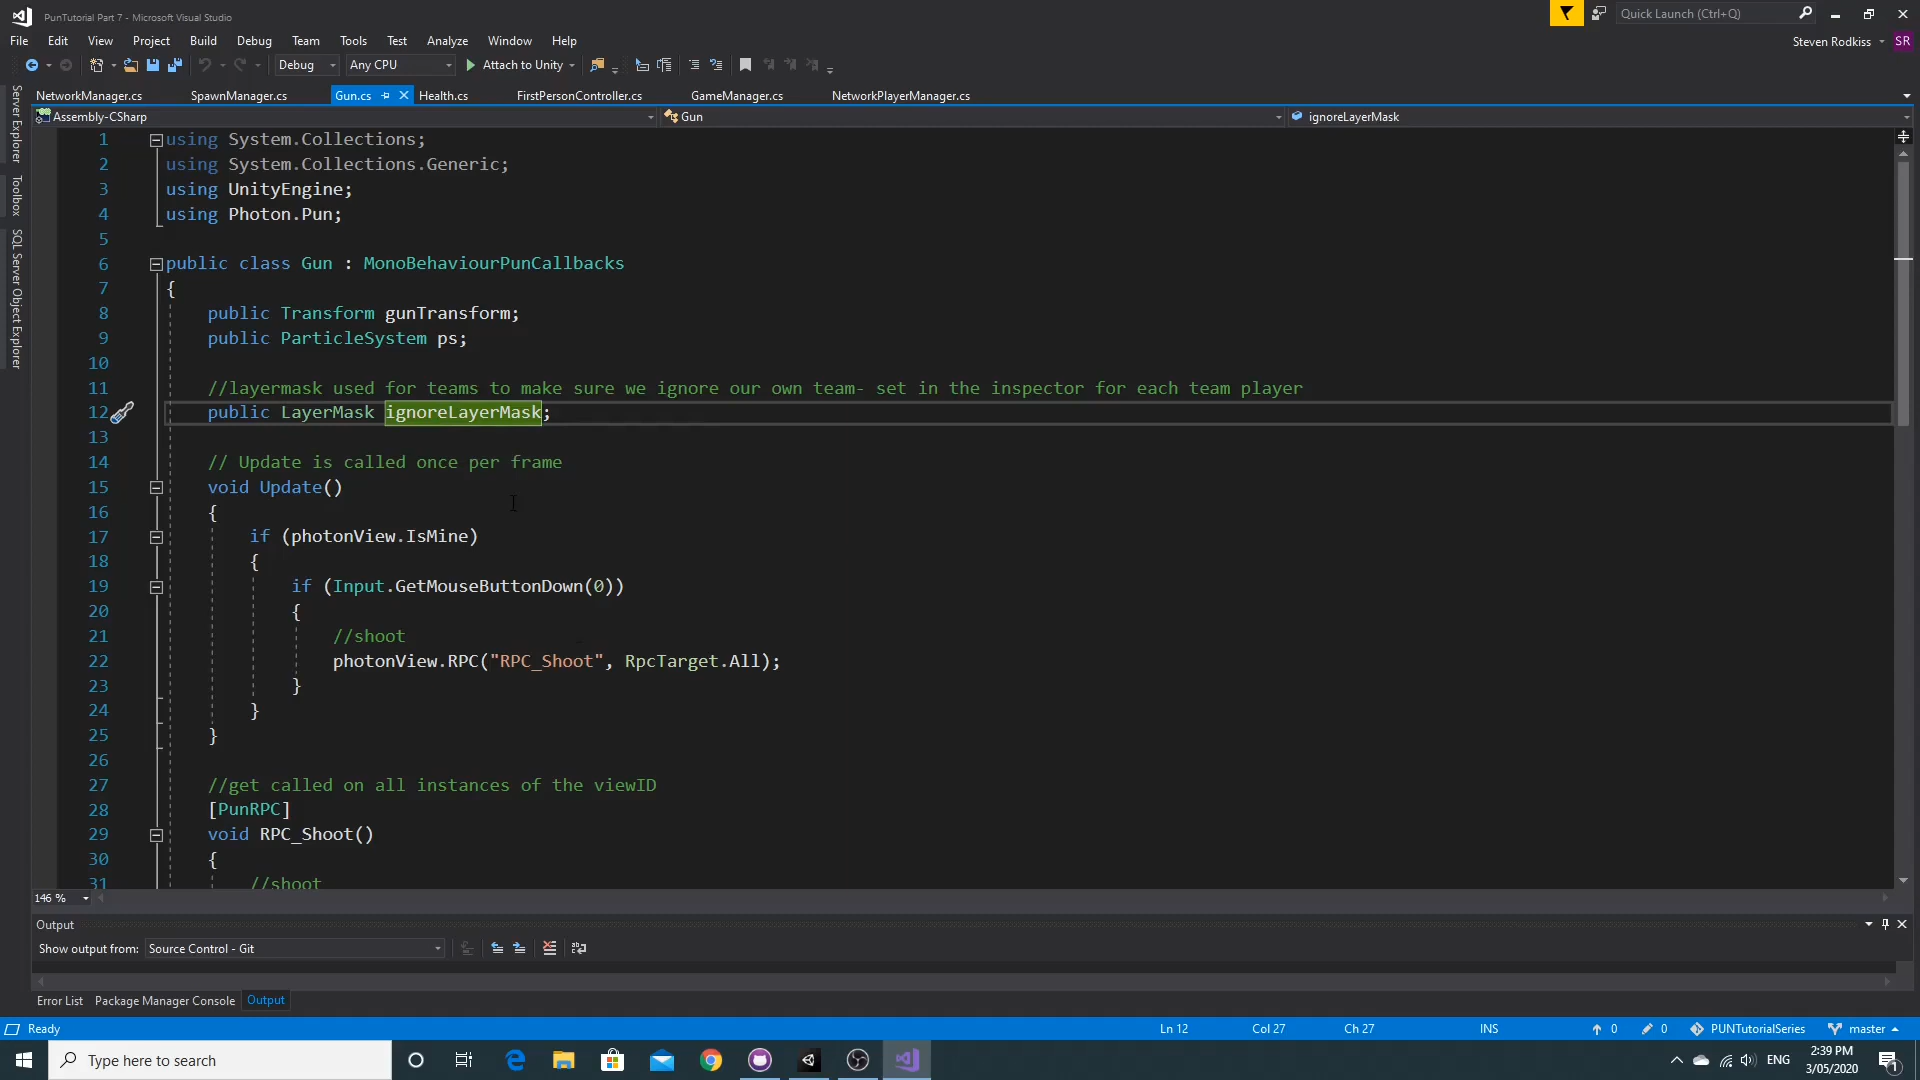 PunTutorial Part 7 - Microsoft Visual Studio
Quick Launch (Ctrl+Q)
File Edit View Project Build Debug Team Tools Test Analyze Window Help
Steven Rodkiss SR
Debug Any CPU Attach to Unity
Server Explorer
Toolbox
SQL Server Object Explorer
NetworkManager.cs SpawnManager.cs Gun.cs Health.cs FirstPersonController.cs GameManager.cs NetworkPlayerManager.cs
Assembly-CSharp Gun ignoreLayerMask
1 using System.Collections;
2 using System.Collections.Generic;
3 using UnityEngine;
4 using Photon.Pun;
5
6 public class Gun : MonoBehaviourPunCallbacks
7 {
8 public Transform gunTransform;
9 public ParticleSystem ps;
10
11 //layermask used for teams to make sure we ignore our own team- set in the inspector for each team player
12 public LayerMask ignoreLayerMask;
13
14 // Update is called once per frame
15 void Update()
16 {
17 if (photonView.IsMine)
18 {
19 if (Input.GetMouseButtonDown(0))
20 {
21 //shoot
22 photonView.RPC("RPC_Shoot", RpcTarget.All);
23 }
24 }
25 }
26
27 //get called on all instances of the viewID
28 [PunRPC]
29 void RPC_Shoot()
30 {
31 //shoot
146 %
Output
Show output from: Source Control - Git
Error List Package Manager Console Output
Ready Ln 12 Col 27 Ch 27 INS 0 0 PUNTutorialSeries master
Type here to search
ENG
2:39 PM
3/05/2020
1